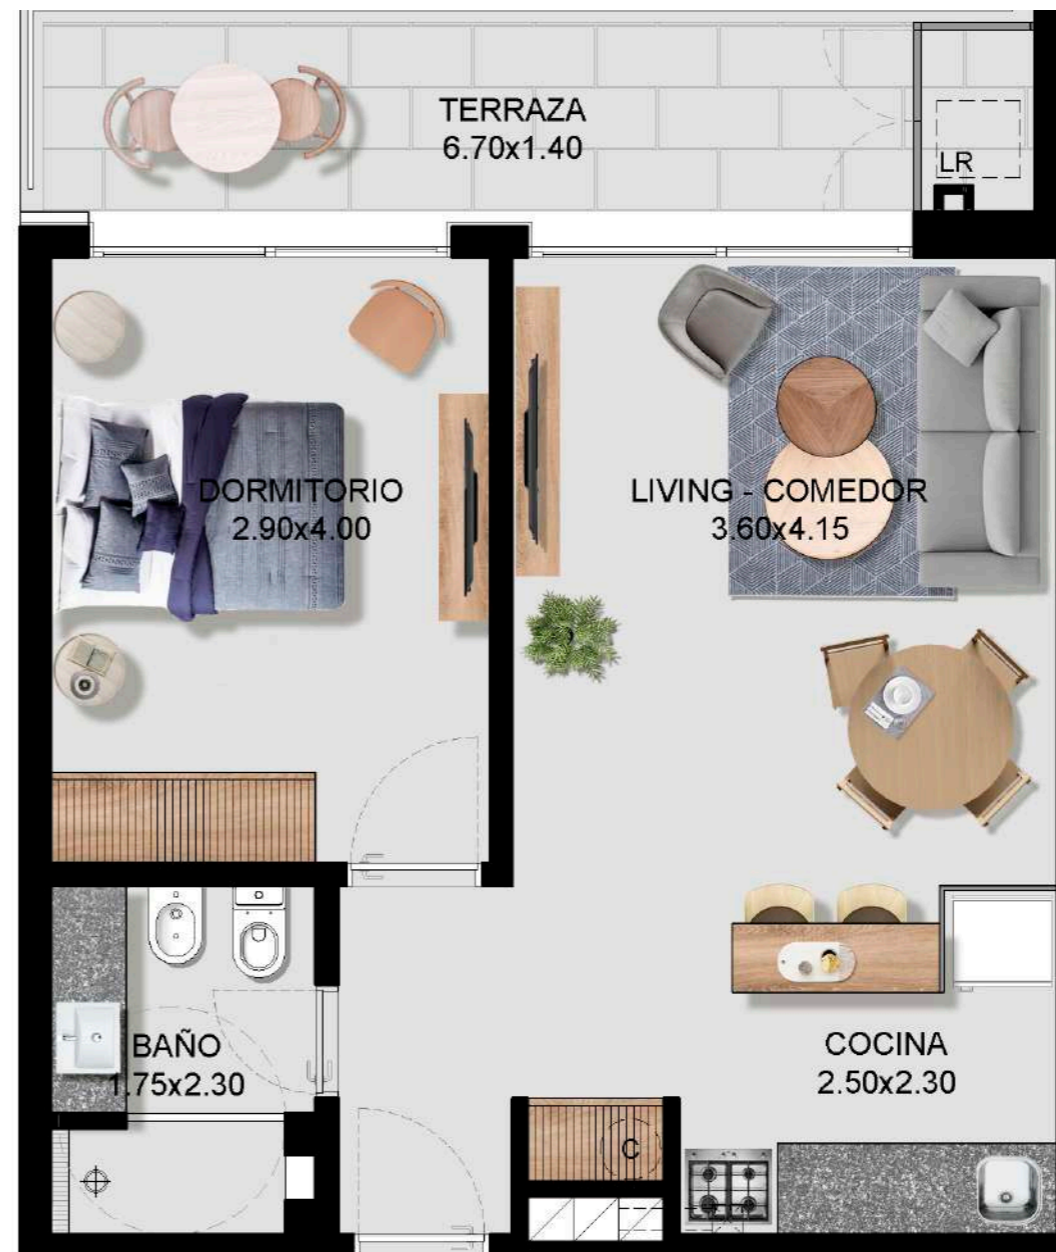 TERRAZA
6.70x1.40
LR
DORMITORIO
2.90x4.00
LIVING - COMEDOR
3.60x4.15
BAÑO
1.75x2.30
COCINA
2.50x2.30
C